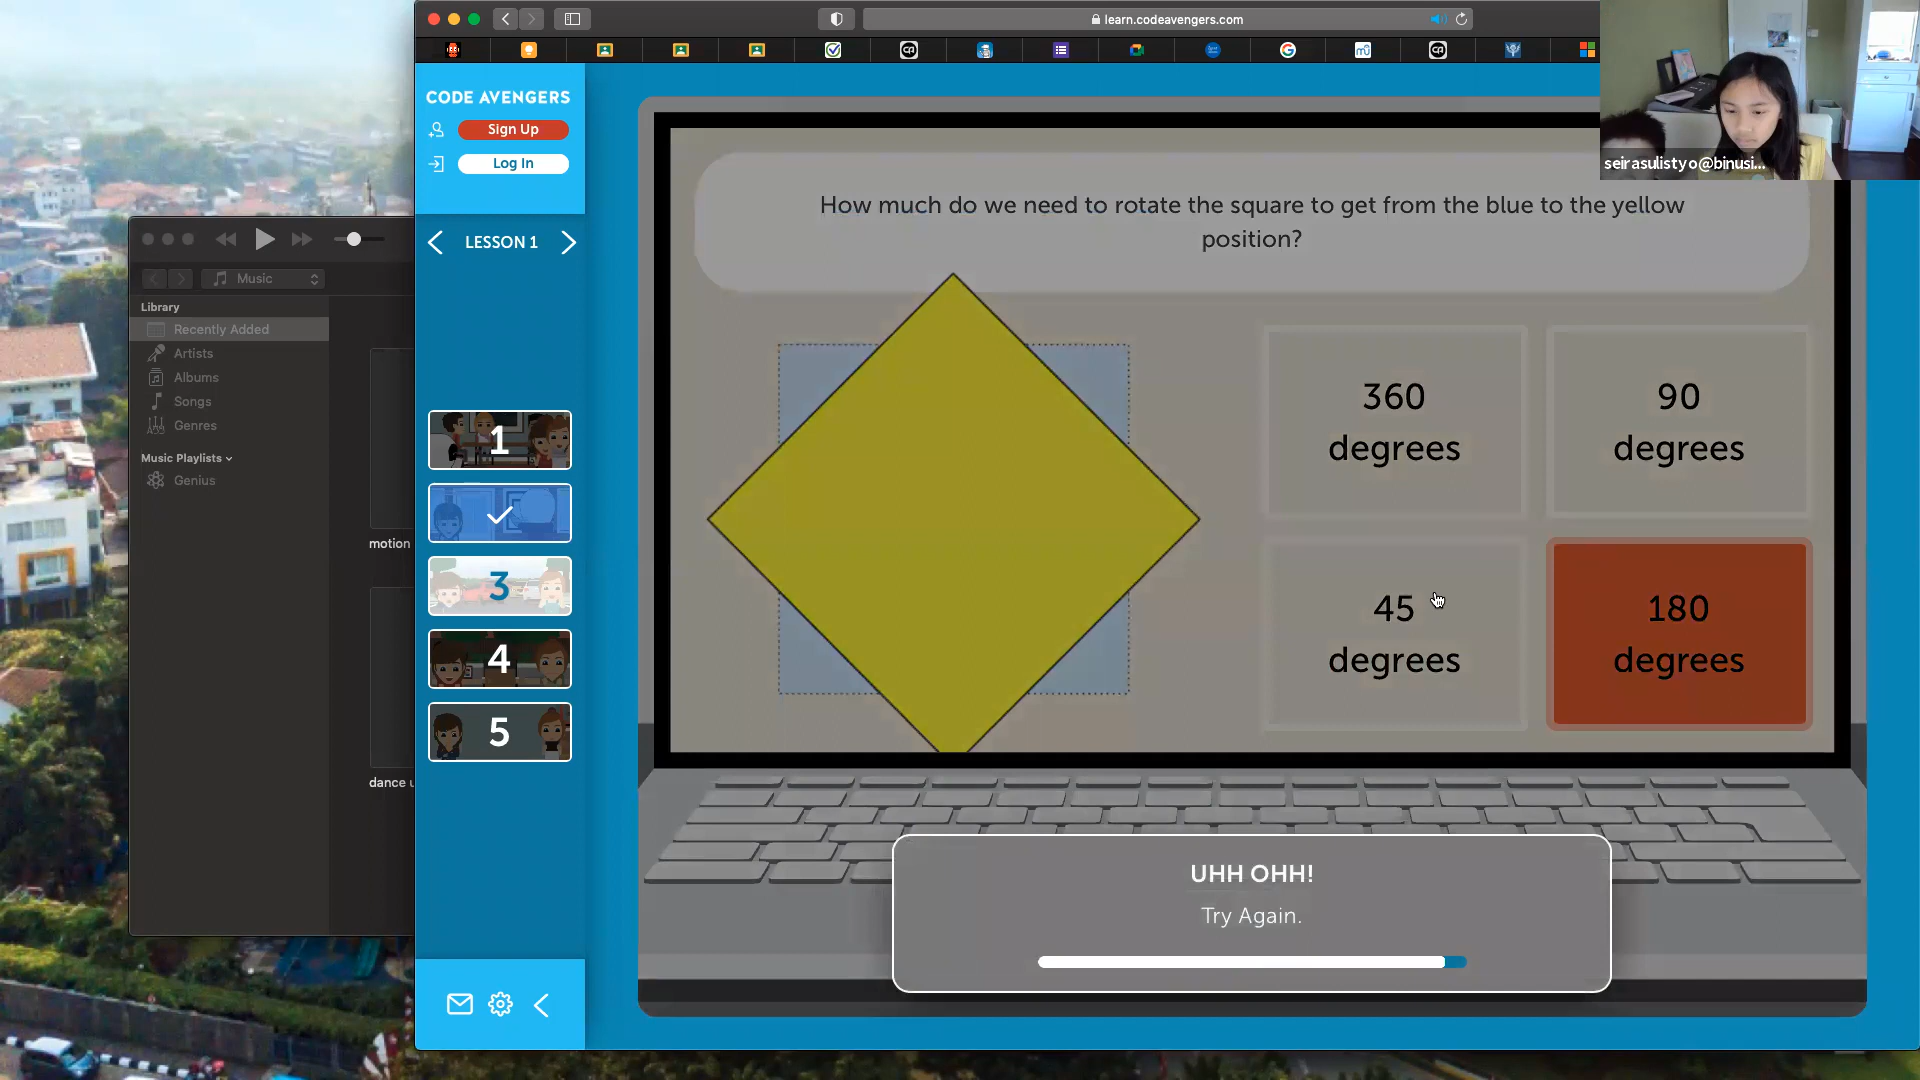 learn.codeavengers.com
seirasulistyo@binusi...
CODE AVENGERS
Sign Up
Log In
LESSON 1
1
3
4
5
Music
Library
Recently Added
Artists
Albums
Songs
Genres
Music Playlists
Genius
motion
dance u
How much do we need to rotate the square to get from the blue to the yellow
position?
360
degrees
90
degrees
45
degrees
180
degrees
UHH OHH!
Try Again.